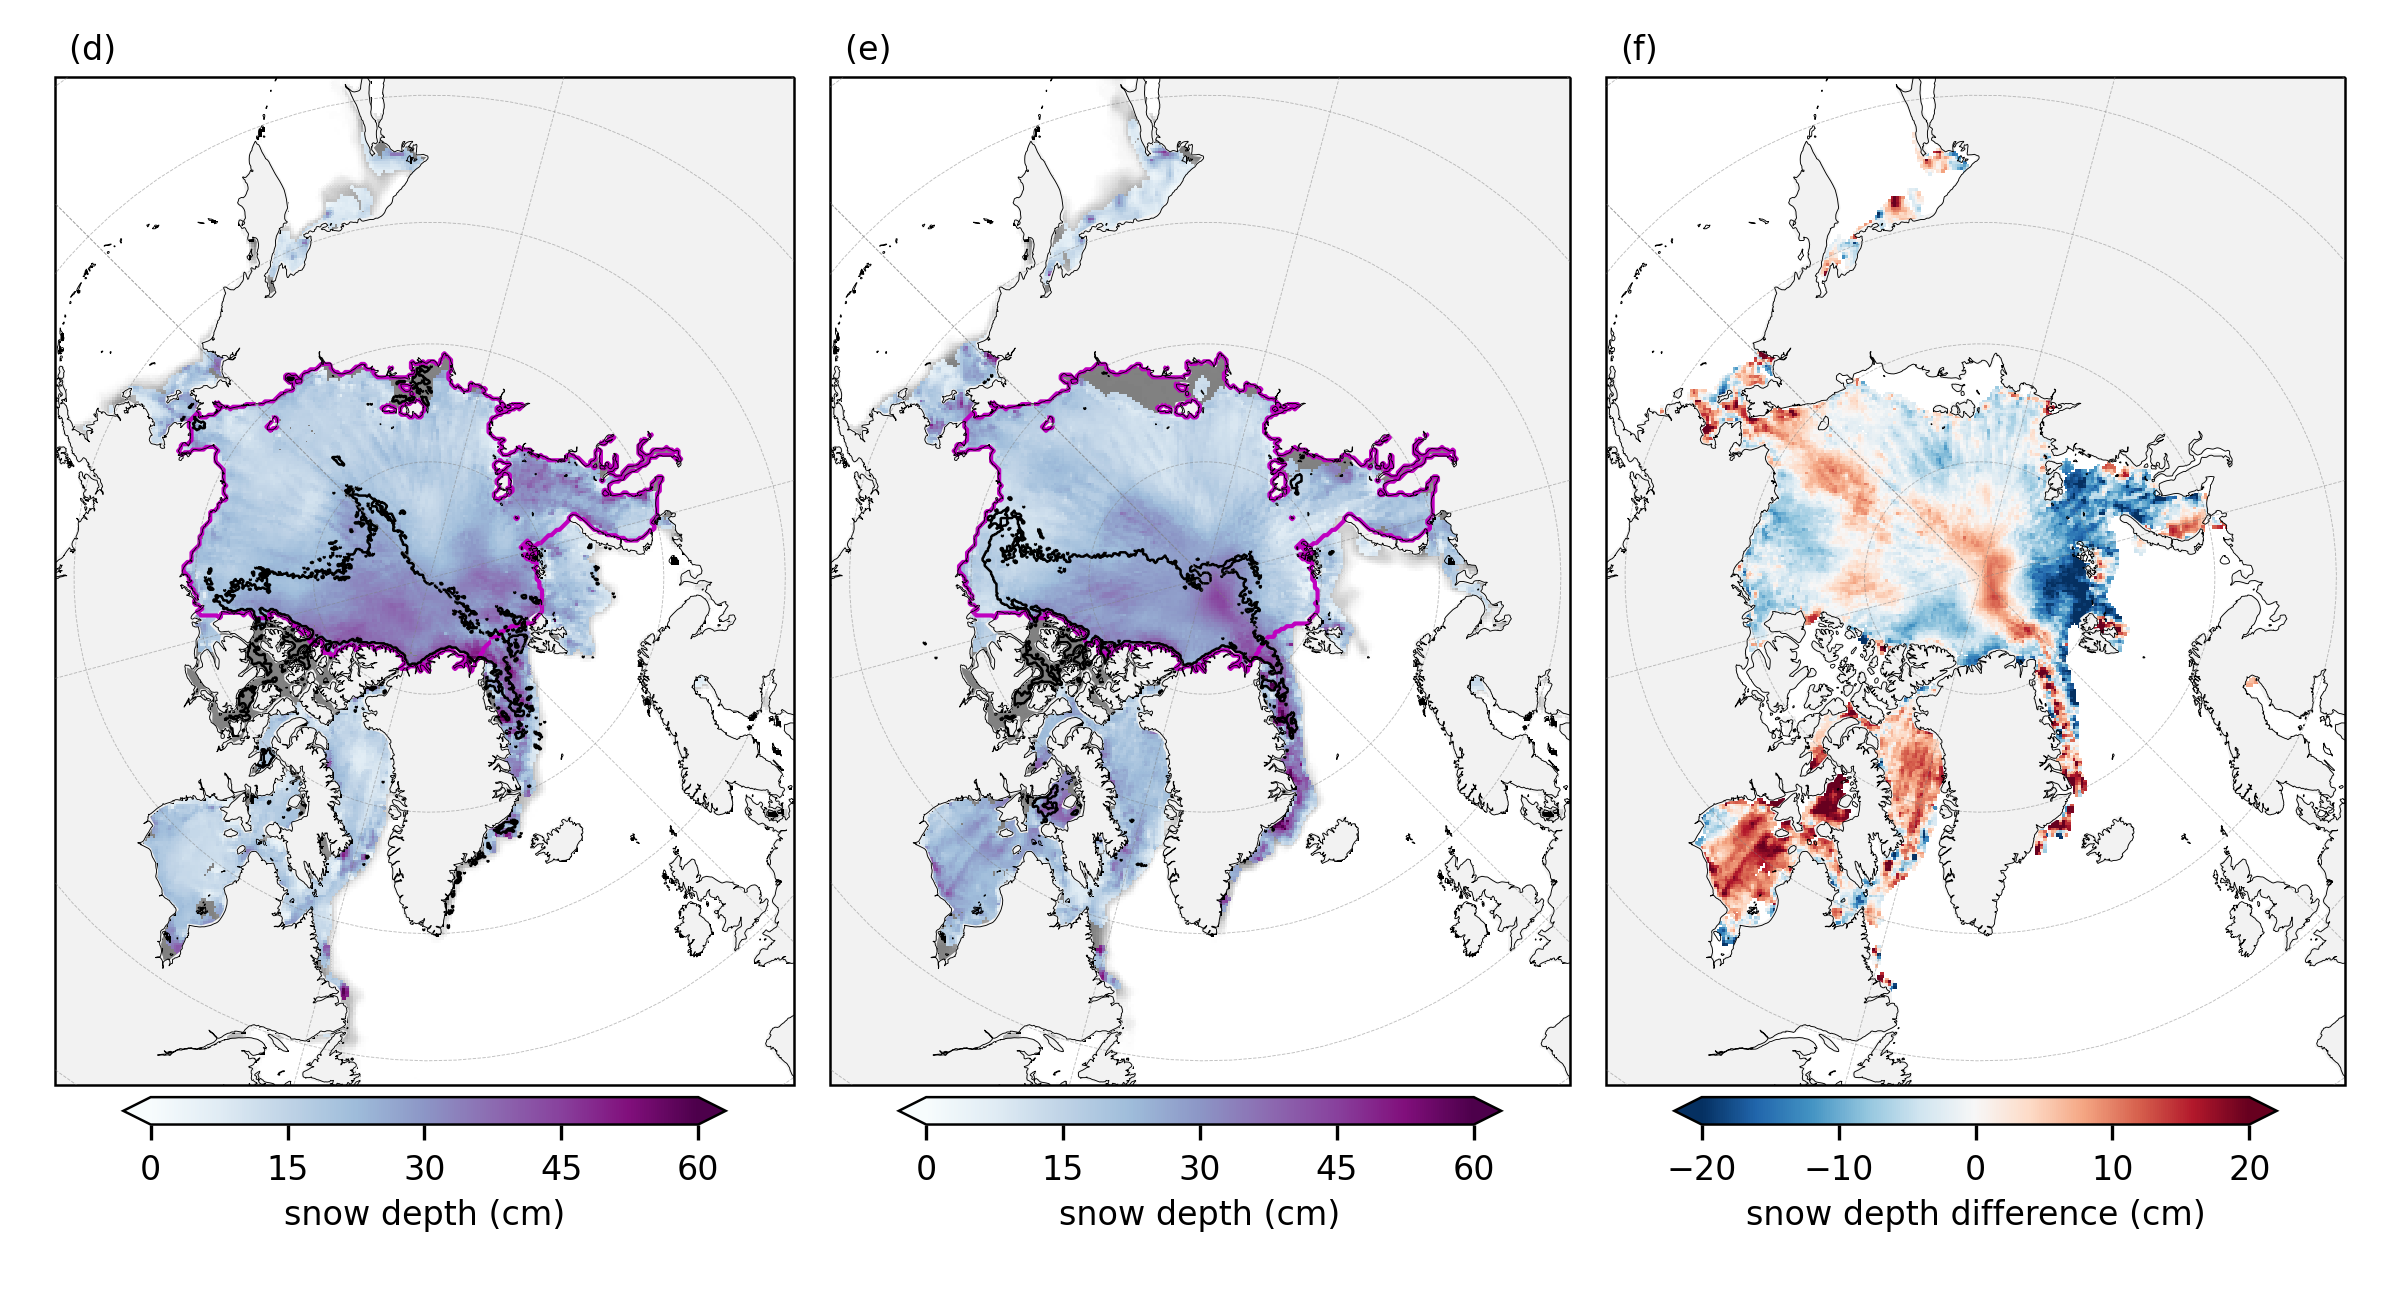 (d) (e) (f)
0 15 30 45 60 0 15 30 45 60 −20 −10 0 10 20
snow depth (cm) snow depth (cm) snow depth difference (cm)